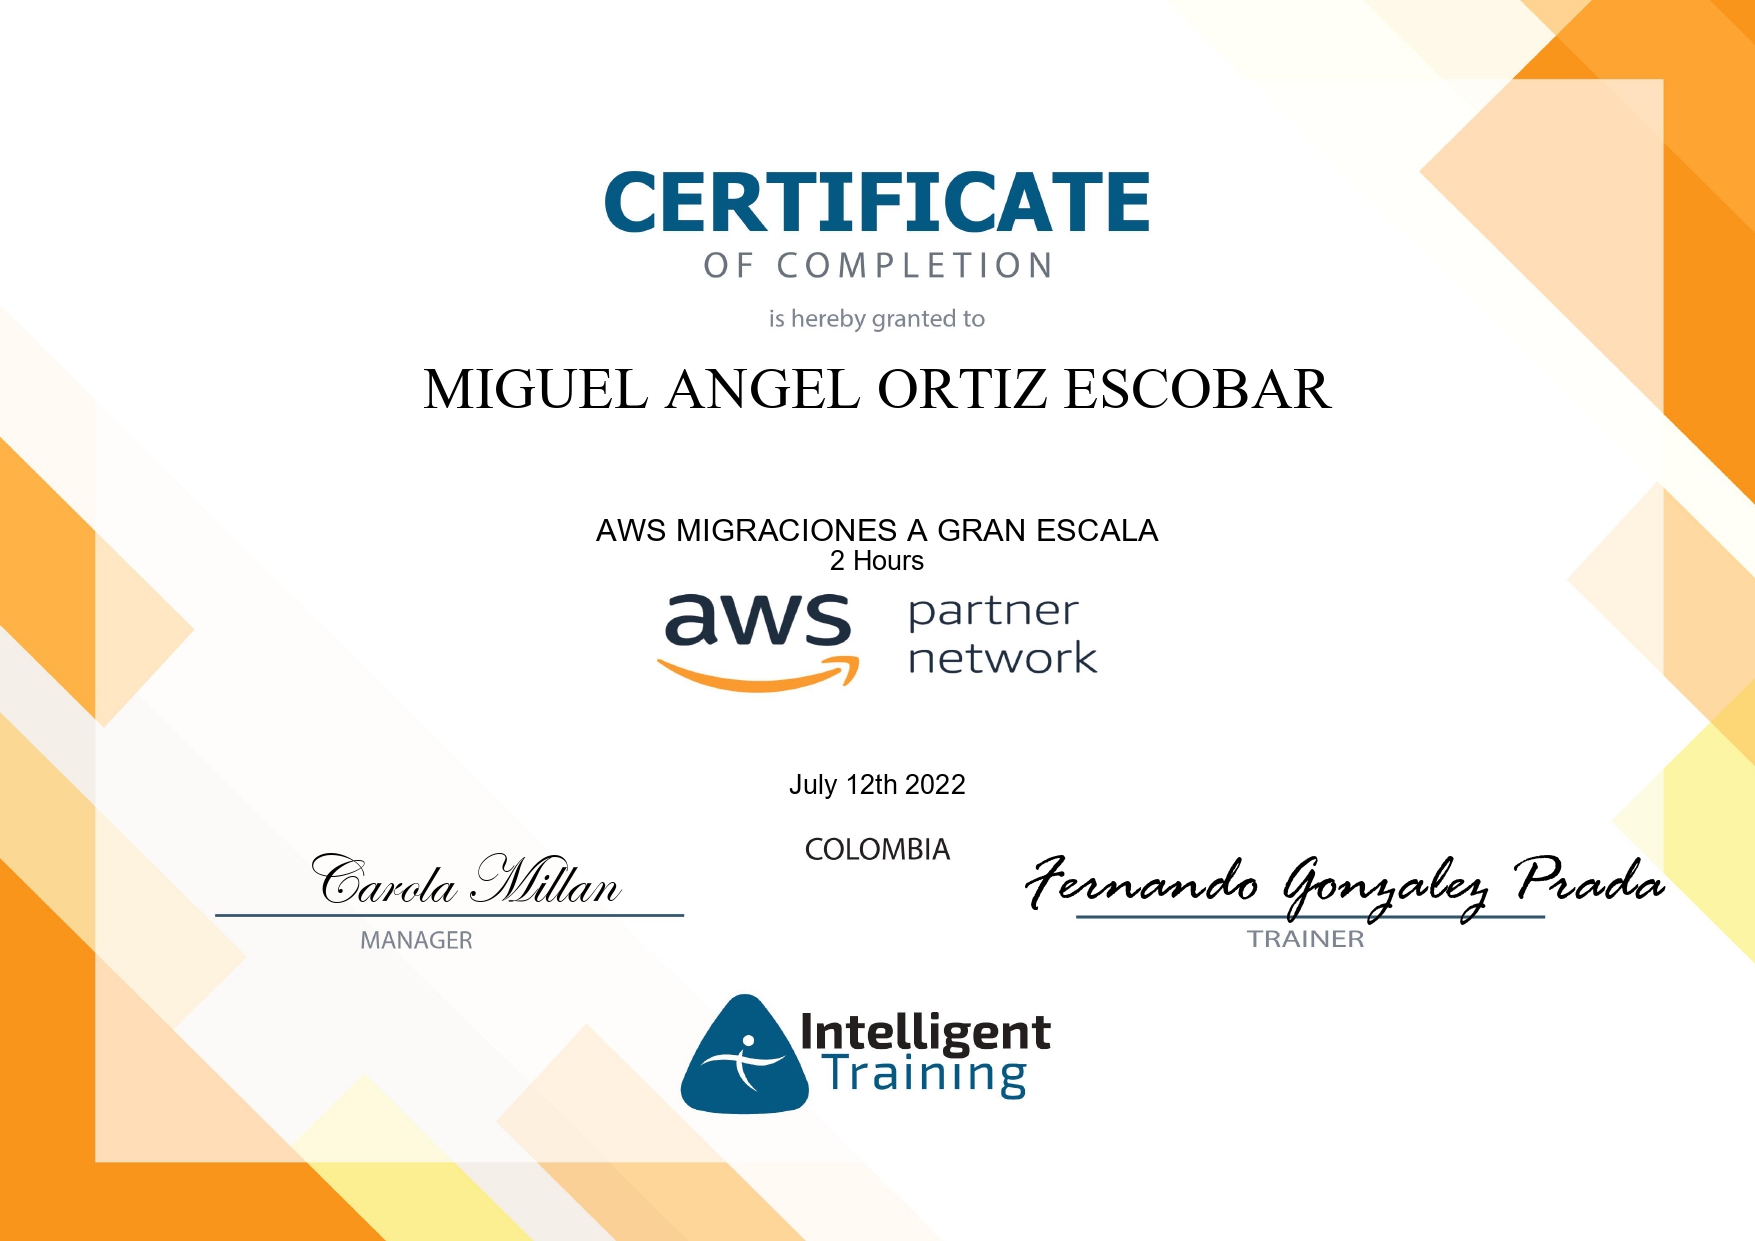 CERTIFICATE
OF COMPLETION
is hereby granted to
MIGUEL ANGEL ORTIZ ESCOBAR
AWS MIGRACIONES A GRAN ESCALA
2 Hours
aws partner
network
July 12th 2022
COLOMBIA
Carola Millan
MANAGER
Fernando Gonzalez Prada
TRAINER
Intelligent
Training